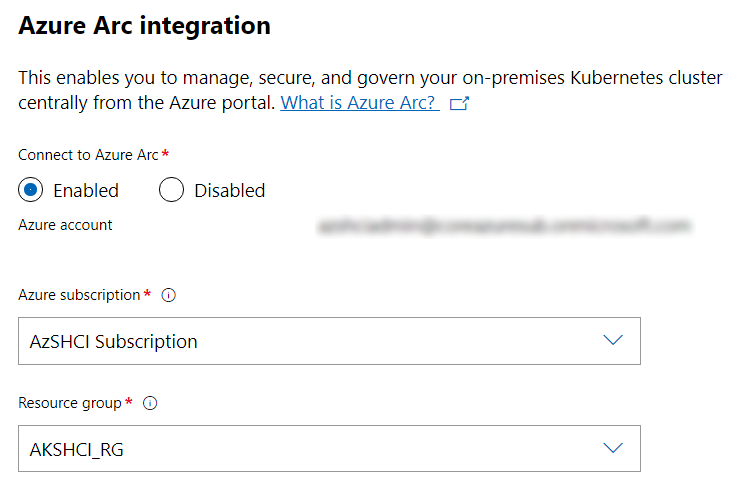 Azure Arc integration
This enables you to manage, secure, and govern your on-premises Kubernetes cluster
centrally from the Azure portal. What is Azure Arc?
Connect to Azure Arc *
Enabled Disabled
Azure account
Azure subscription *
AzSHCI Subscription
Resource group *
AKSHCI_RG